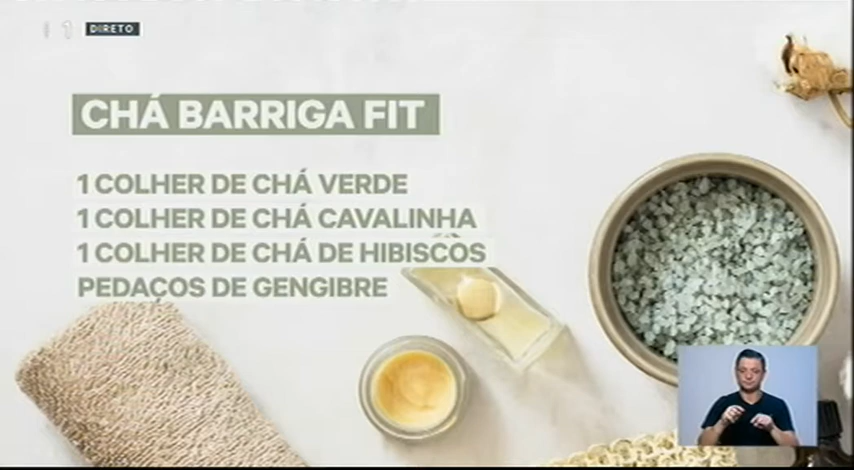 1 DIRETO
CHÁ BARRIGA FIT
1 COLHER DE CHÁ VERDE
1 COLHER DE CHÁ CAVALINHA
1 COLHER DE CHÁ DE HIBISCOS
PEDAÇOS DE GENGIBRE